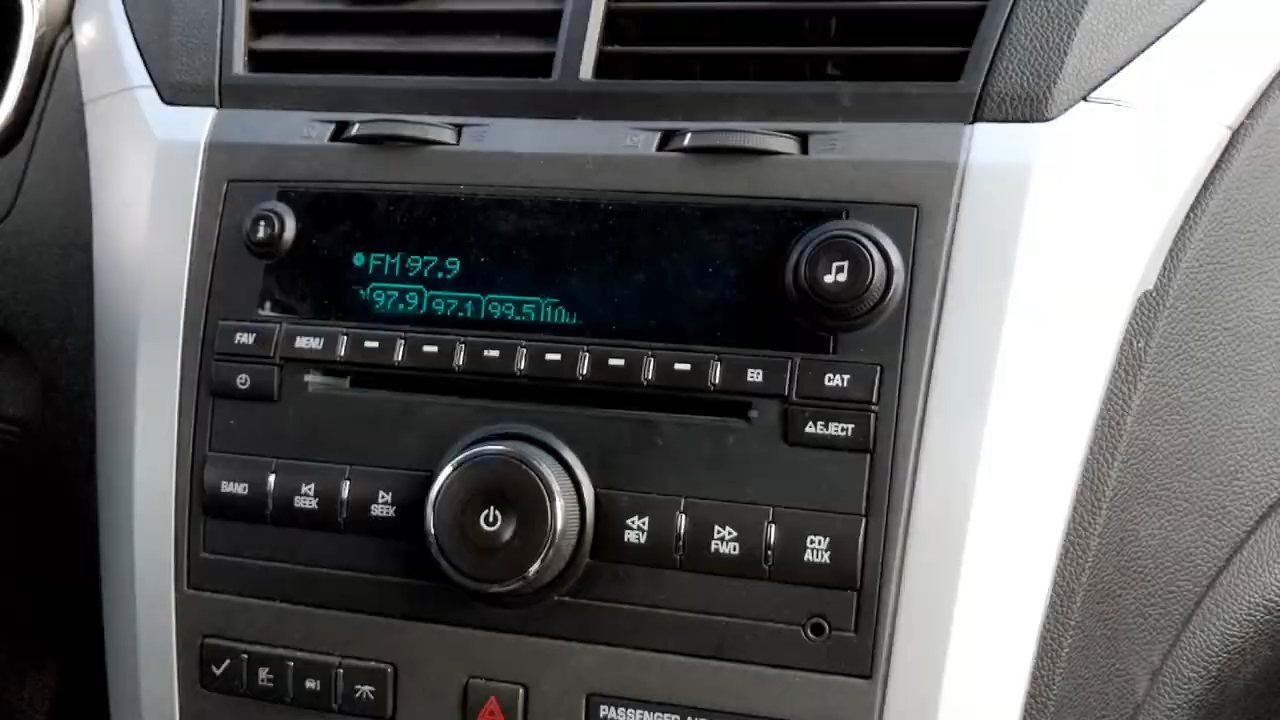 FM 97.9
97.9 97.1 99.5
FAV MENU EQ CAT
EJECT
BAND SEEK SEEK REV FWD CD/
AUX
PASSENGER